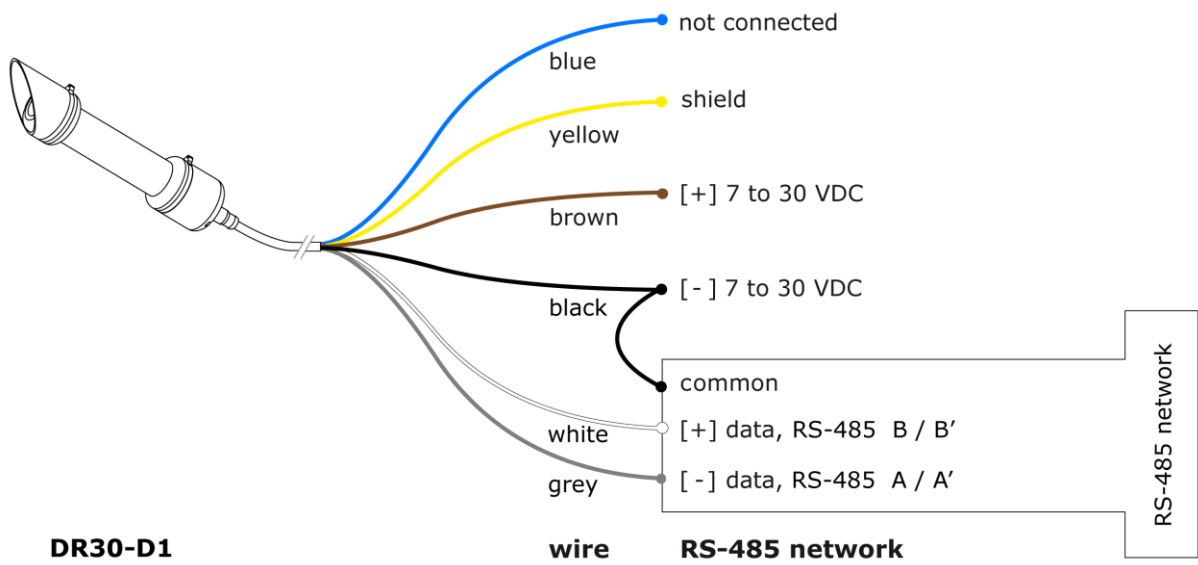 not connected
blue
shield
yellow
[+] 7 to 30 VDC
brown
[-] 7 to 30 VDC
black
common
[+] data, RS-485 B / B′
white
[-] data, RS-485 A / A′
grey
RS-485 network
DR30-D1 wire RS-485 network